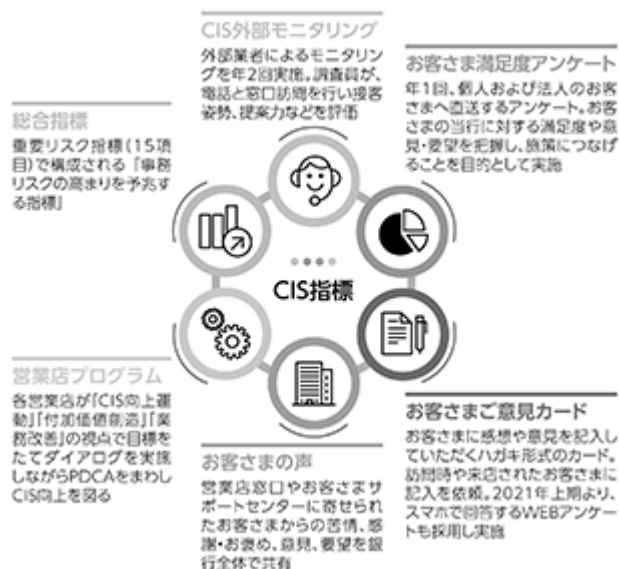 CIS外部モニタリング
外部業者によるモニタリン
グを年2回実施。調査員が、
電話と窓口訪問を行い接客
姿勢、提案力などを評価
お客さま満足度アンケート
年1回、個人および法人のお客
さまへ直送するアンケート。お客
さまの当行に対する満足度や意
見・要望を把握し、施策につなげ
ることを目的として実施
お客さまご意見カード
お客さまに感想や意見を記入し
ていただくハガキ形式のカード。
訪問時や来店されたお客さまに
記入を依頼。2021年上期より、
スマホで回答するWEBアンケー
トも採用し実施
お客さまの声
営業店窓口やお客さまサ
ポートセンターに寄せられ
たお客さまからの苦情、感
謝・お褒め、意見、要望を銀
行全体で共有
営業店プログラム
各営業店が「CIS向上運
動」「付加価値創造」「業
務改善」の視点で目標を
たてダイアログを実施
しながらPDCAをまわし
CIS向上を図る
総合指標
重要リスク指標(15項
目)で構成される「事務
リスクの高まりを予兆す
る指標」
CIS指標